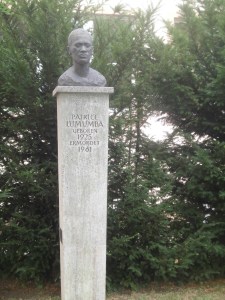 PATRICE
LUMUMBA
GEBOREN
1925
ERMORDET
1961